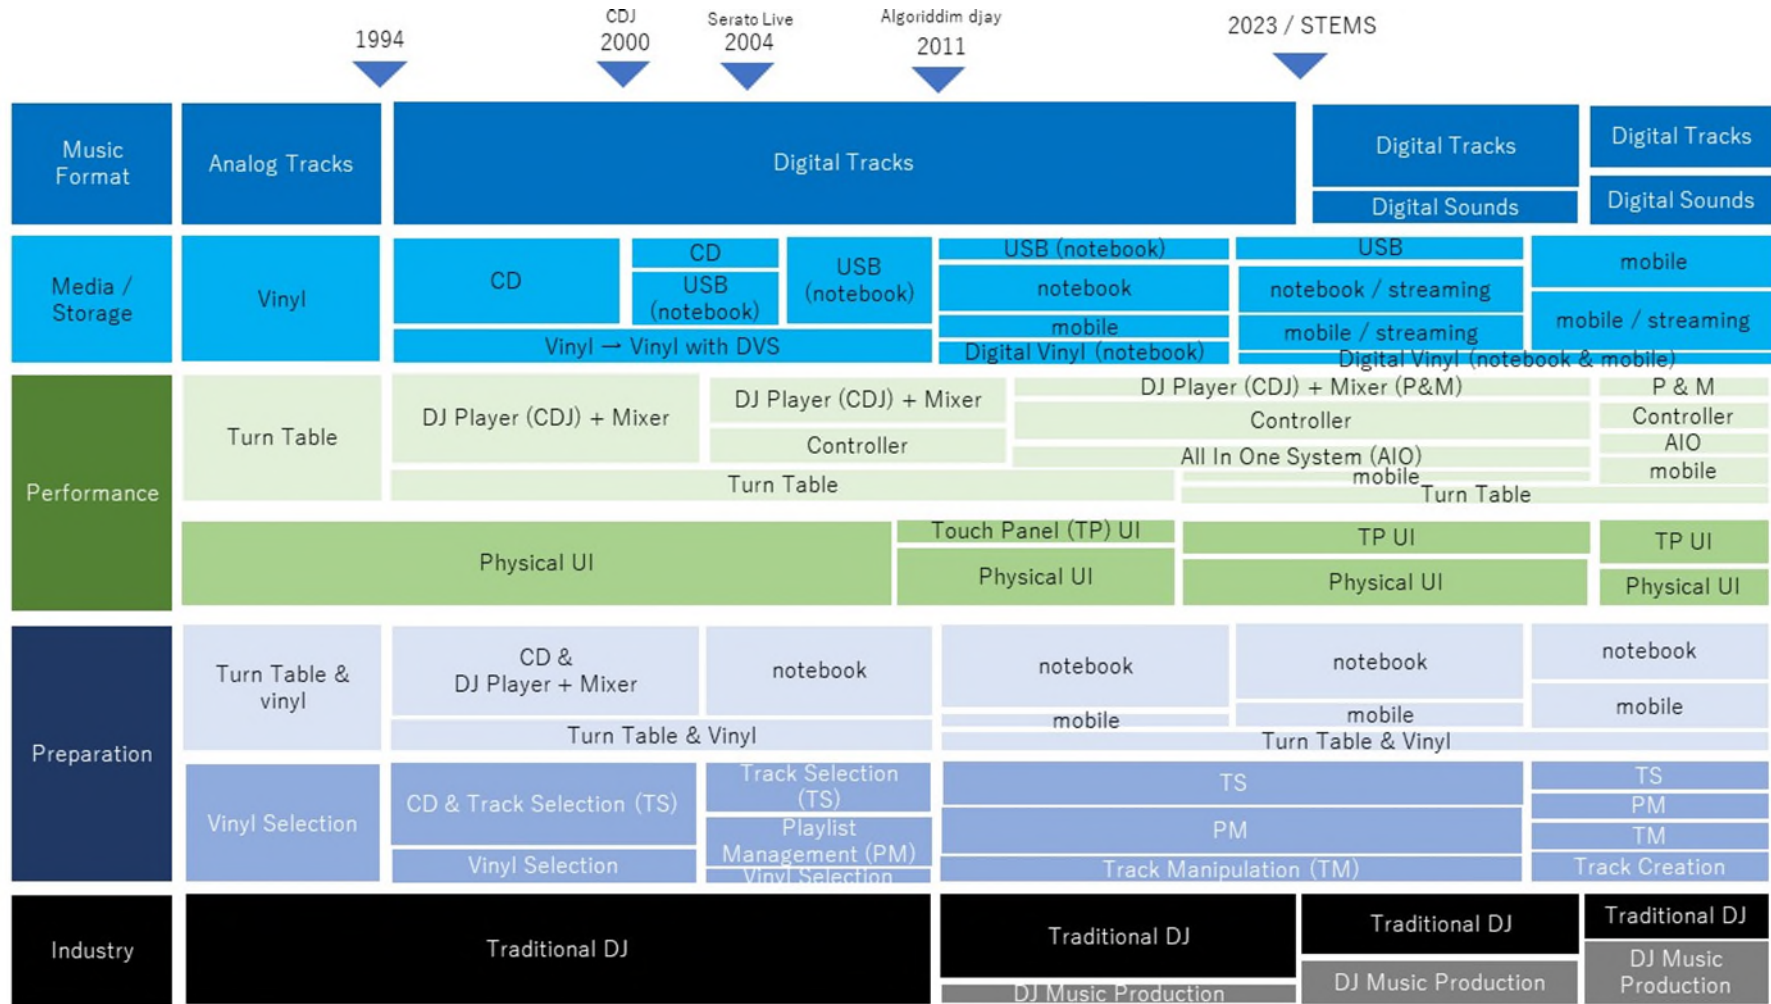 1994
CDJ
2000
Serato Live
2004
Algoriddim djay
2011
2023 / STEMS
Music
Format
Analog Tracks
Digital Tracks
Digital Tracks
Digital Sounds
Digital Tracks
Digital Sounds
Media /
Storage
Vinyl
CD
CD
USB
(notebook)
USB
(notebook)
Vinyl → Vinyl with DVS
USB (notebook)
notebook
mobile
Digital Vinyl (notebook)
USB
notebook / streaming
mobile / streaming
mobile
mobile / streaming
Digital Vinyl (notebook & mobile)
Performance
Turn Table
DJ Player (CDJ) + Mixer
DJ Player (CDJ) + Mixer
Controller
DJ Player (CDJ) + Mixer (P&M)
Controller
All In One System (AIO)
mobile
P & M
Controller
AIO
mobile
Turn Table
Turn Table
Physical UI
Touch Panel (TP) UI
Physical UI
TP UI
Physical UI
TP UI
Physical UI
Preparation
Turn Table &
vinyl
CD &
DJ Player + Mixer
notebook
Turn Table & Vinyl
notebook
mobile
notebook
mobile
notebook
mobile
Turn Table & Vinyl
Vinyl Selection
CD & Track Selection (TS)
Vinyl Selection
Track Selection
(TS)
Playlist
Management (PM)
Vinyl Selection
TS
PM
Track Manipulation (TM)
TS
PM
TM
Track Creation
Industry
Traditional DJ
Traditional DJ
DJ Music Production
Traditional DJ
DJ Music Production
Traditional DJ
DJ Music
Production